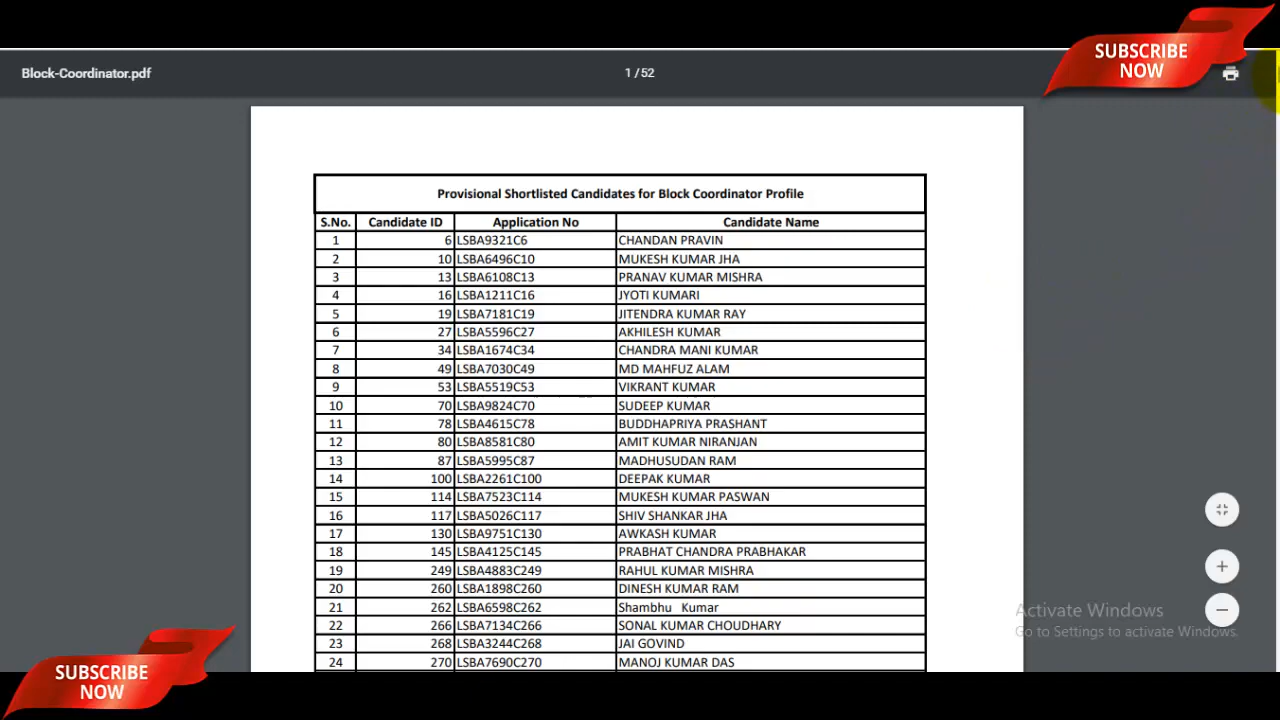 SUBSCRIBE
NOW
Block-Coordinator.pdf 1 / 52
Provisional Shortlisted Candidates for Block Coordinator Profile
S.No. Candidate ID Application No Candidate Name
1 6 LSBA9321C6 CHANDAN PRAVIN
2 10 LSBA6496C10 MUKESH KUMAR JHA
3 13 LSBA6108C13 PRANAV KUMAR MISHRA
4 16 LSBA1211C16 JYOTI KUMARI
5 19 LSBA7181C19 JITENDRA KUMAR RAY
6 27 LSBA5596C27 AKHILESH KUMAR
7 34 LSBA1674C34 CHANDRA MANI KUMAR
8 49 LSBA7030C49 MD MAHFUZ ALAM
9 53 LSBA5519C53 VIKRANT KUMAR
10 70 LSBA9824C70 SUDEEP KUMAR
11 78 LSBA4615C78 BUDDHAPRIYA PRASHANT
12 80 LSBA8581C80 AMIT KUMAR NIRANJAN
13 87 LSBA5995C87 MADHUSUDAN RAM
14 100 LSBA2261C100 DEEPAK KUMAR
15 114 LSBA7523C114 MUKESH KUMAR PASWAN
16 117 LSBA5026C117 SHIV SHANKAR JHA
17 130 LSBA9751C130 AWKASH KUMAR
18 145 LSBA4125C145 PRABHAT CHANDRA PRABHAKAR
19 249 LSBA4883C249 RAHUL KUMAR MISHRA
20 260 LSBA1898C260 DINESH KUMAR RAM
21 262 LSBA6598C262 Shambhu Kumar
22 266 LSBA7134C266 SONAL KUMAR CHOUDHARY
23 268 LSBA3244C268 JAI GOVIND
24 270 LSBA7690C270 MANOJ KUMAR DAS
Activate Windows
Go to Settings to activate Windows.
SUBSCRIBE
NOW